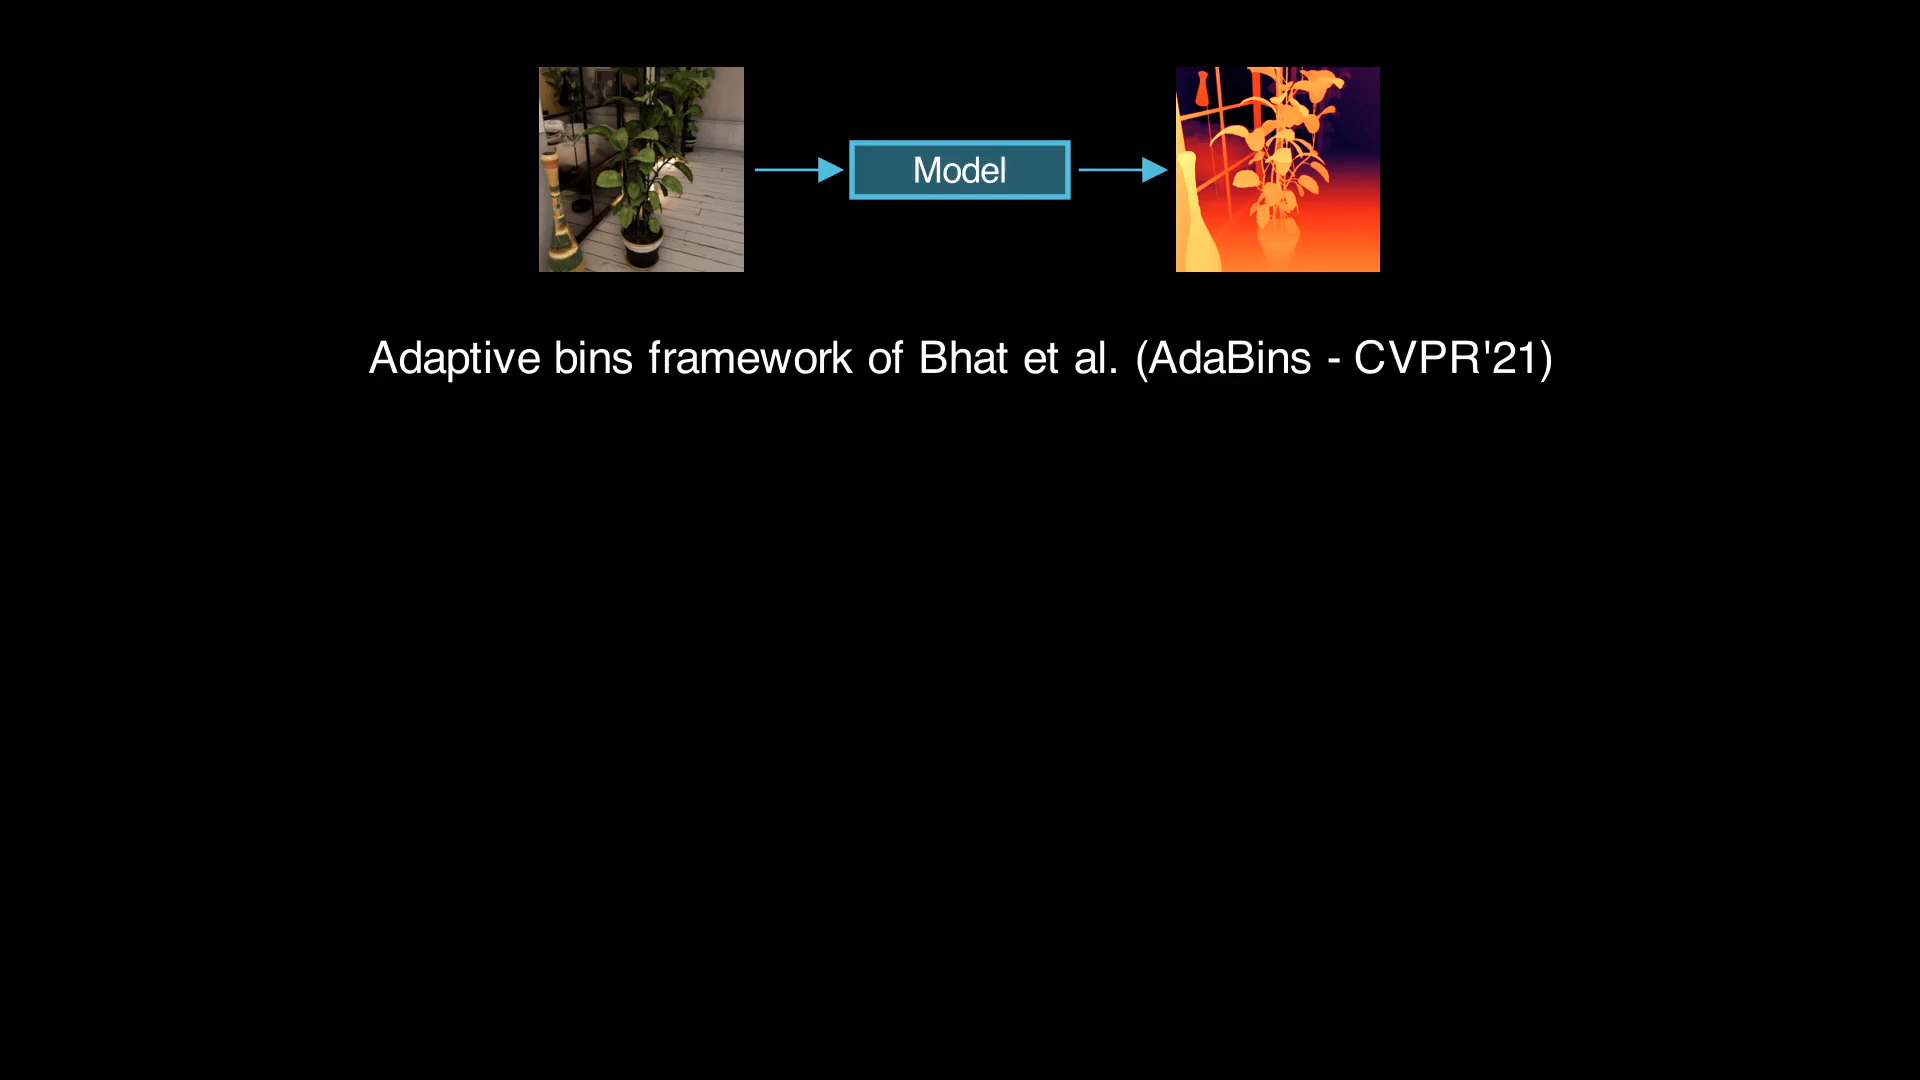 Model
Adaptive bins framework of Bhat et al. (AdaBins - CVPR'21)